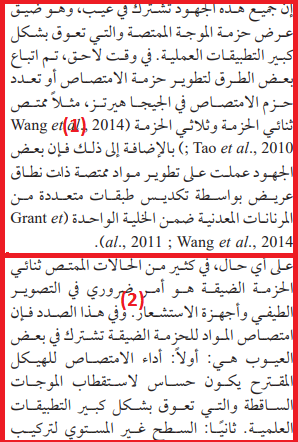 إن جميع هذه الجهود تشترك في عيب، وهو ضيق
عرض حزمة الموجة الممتصة والتي تعوق بشكل
كبير التطبيقات العملية. في وقت لاحق، تم اتباع
بعض الطرق لتطوير حزمة الامتصاص أو تعدد
حزم الامتصاص في الجيجا هيرتز، مثلاً ممتص
ثنائي الحزمة وثلاثي الحزمة (Wang et al., 2014
; Tao et al., 2010) بالإضافة إلى ذلك فإن بعض
الجهود عملت على تطوير مواد ممتصة ذات نطاق
عريض بواسطة تكديس طبقات متعددة من
المرنانات المعدنية ضمن الخلية الواحدة (Grant et
al., 2011 ; Wang et al., 2014).
(1)
على أي حال، في كثير من الحالات الممتص ثنائي
الحزمة الضيقة هو أمر ضروري في التصوير
الطيفي وأجهزة الاستشعار. وفي هذا الصدد فإن
(2)
امتصاص المواد للحزمة الضيقة تشترك في بعض
العيوب هي: أولاً: أداء الامتصاص للهيكل
المقترح يكون حساس لاستقطاب الموجات
الساقطة والتي تعوق بشكل كبير التطبيقات
العلمية. ثانيًا: السطح غير المستوي لتركيب